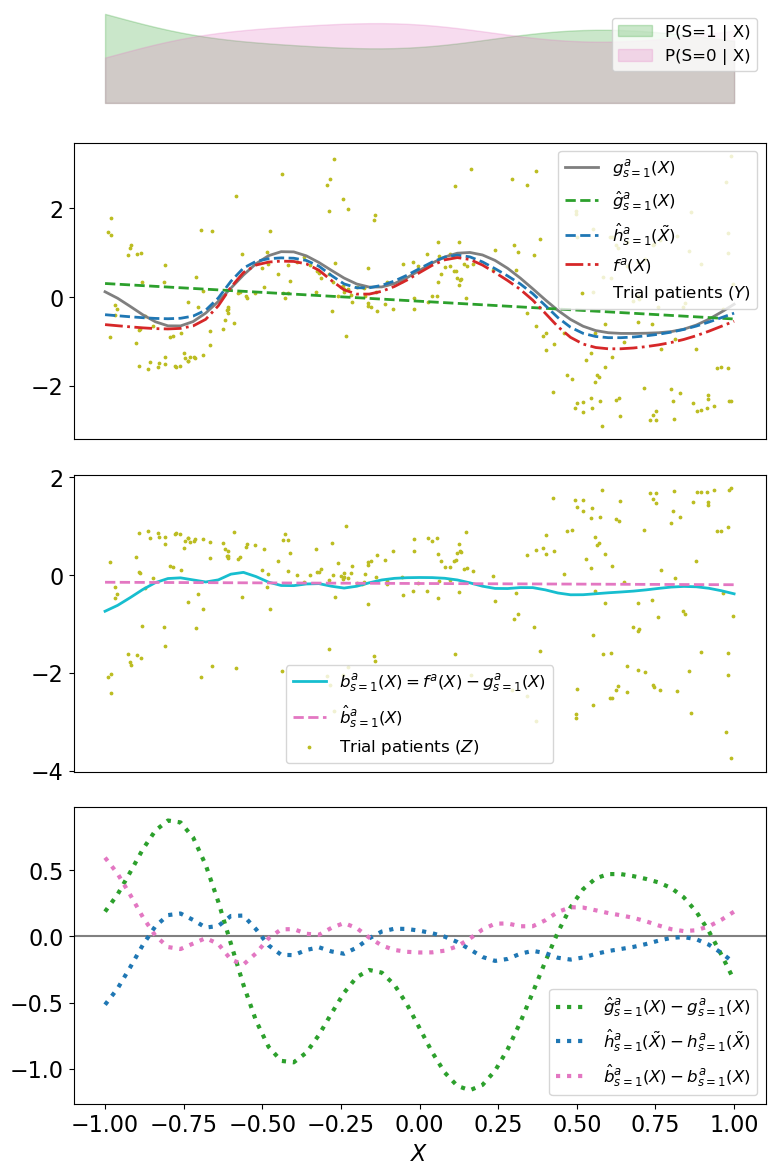 P(S=1 | X)
P(S=0 | X)
2
0
−2
g^a_{s=1}(X)
ĝ^a_{s=1}(X)
ĥ^a_{s=1}(X̃)
f^a(X)
Trial patients (Y)
2
0
−2
−4
b^a_{s=1}(X) = f^a(X) − g^a_{s=1}(X)
b̂^a_{s=1}(X)
Trial patients (Z)
0.5
0.0
−0.5
−1.0
ĝ^a_{s=1}(X) − g^a_{s=1}(X)
ĥ^a_{s=1}(X̃) − h^a_{s=1}(X̃)
b̂^a_{s=1}(X) − b^a_{s=1}(X)
−1.00 −0.75 −0.50 −0.25 0.00 0.25 0.50 0.75 1.00
X